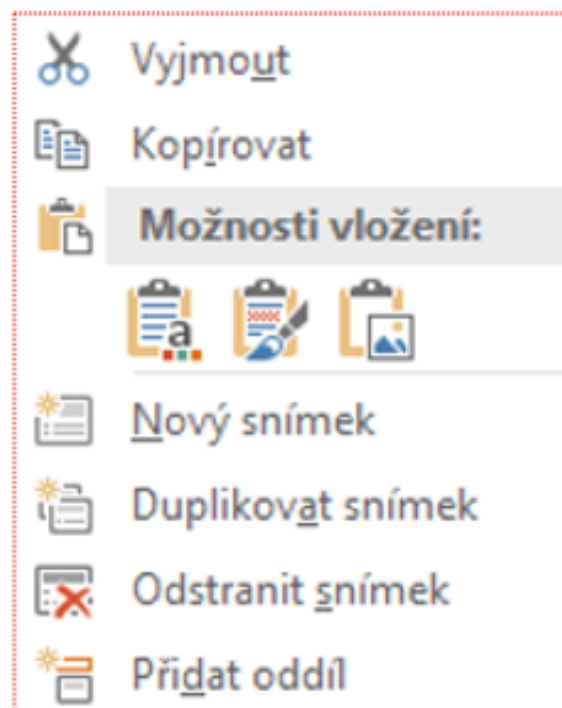 Vyjmout
Kopírovat
Možnosti vložení:
a
Nový snímek
Duplikovat snímek
Odstranit snímek
Přidat oddíl